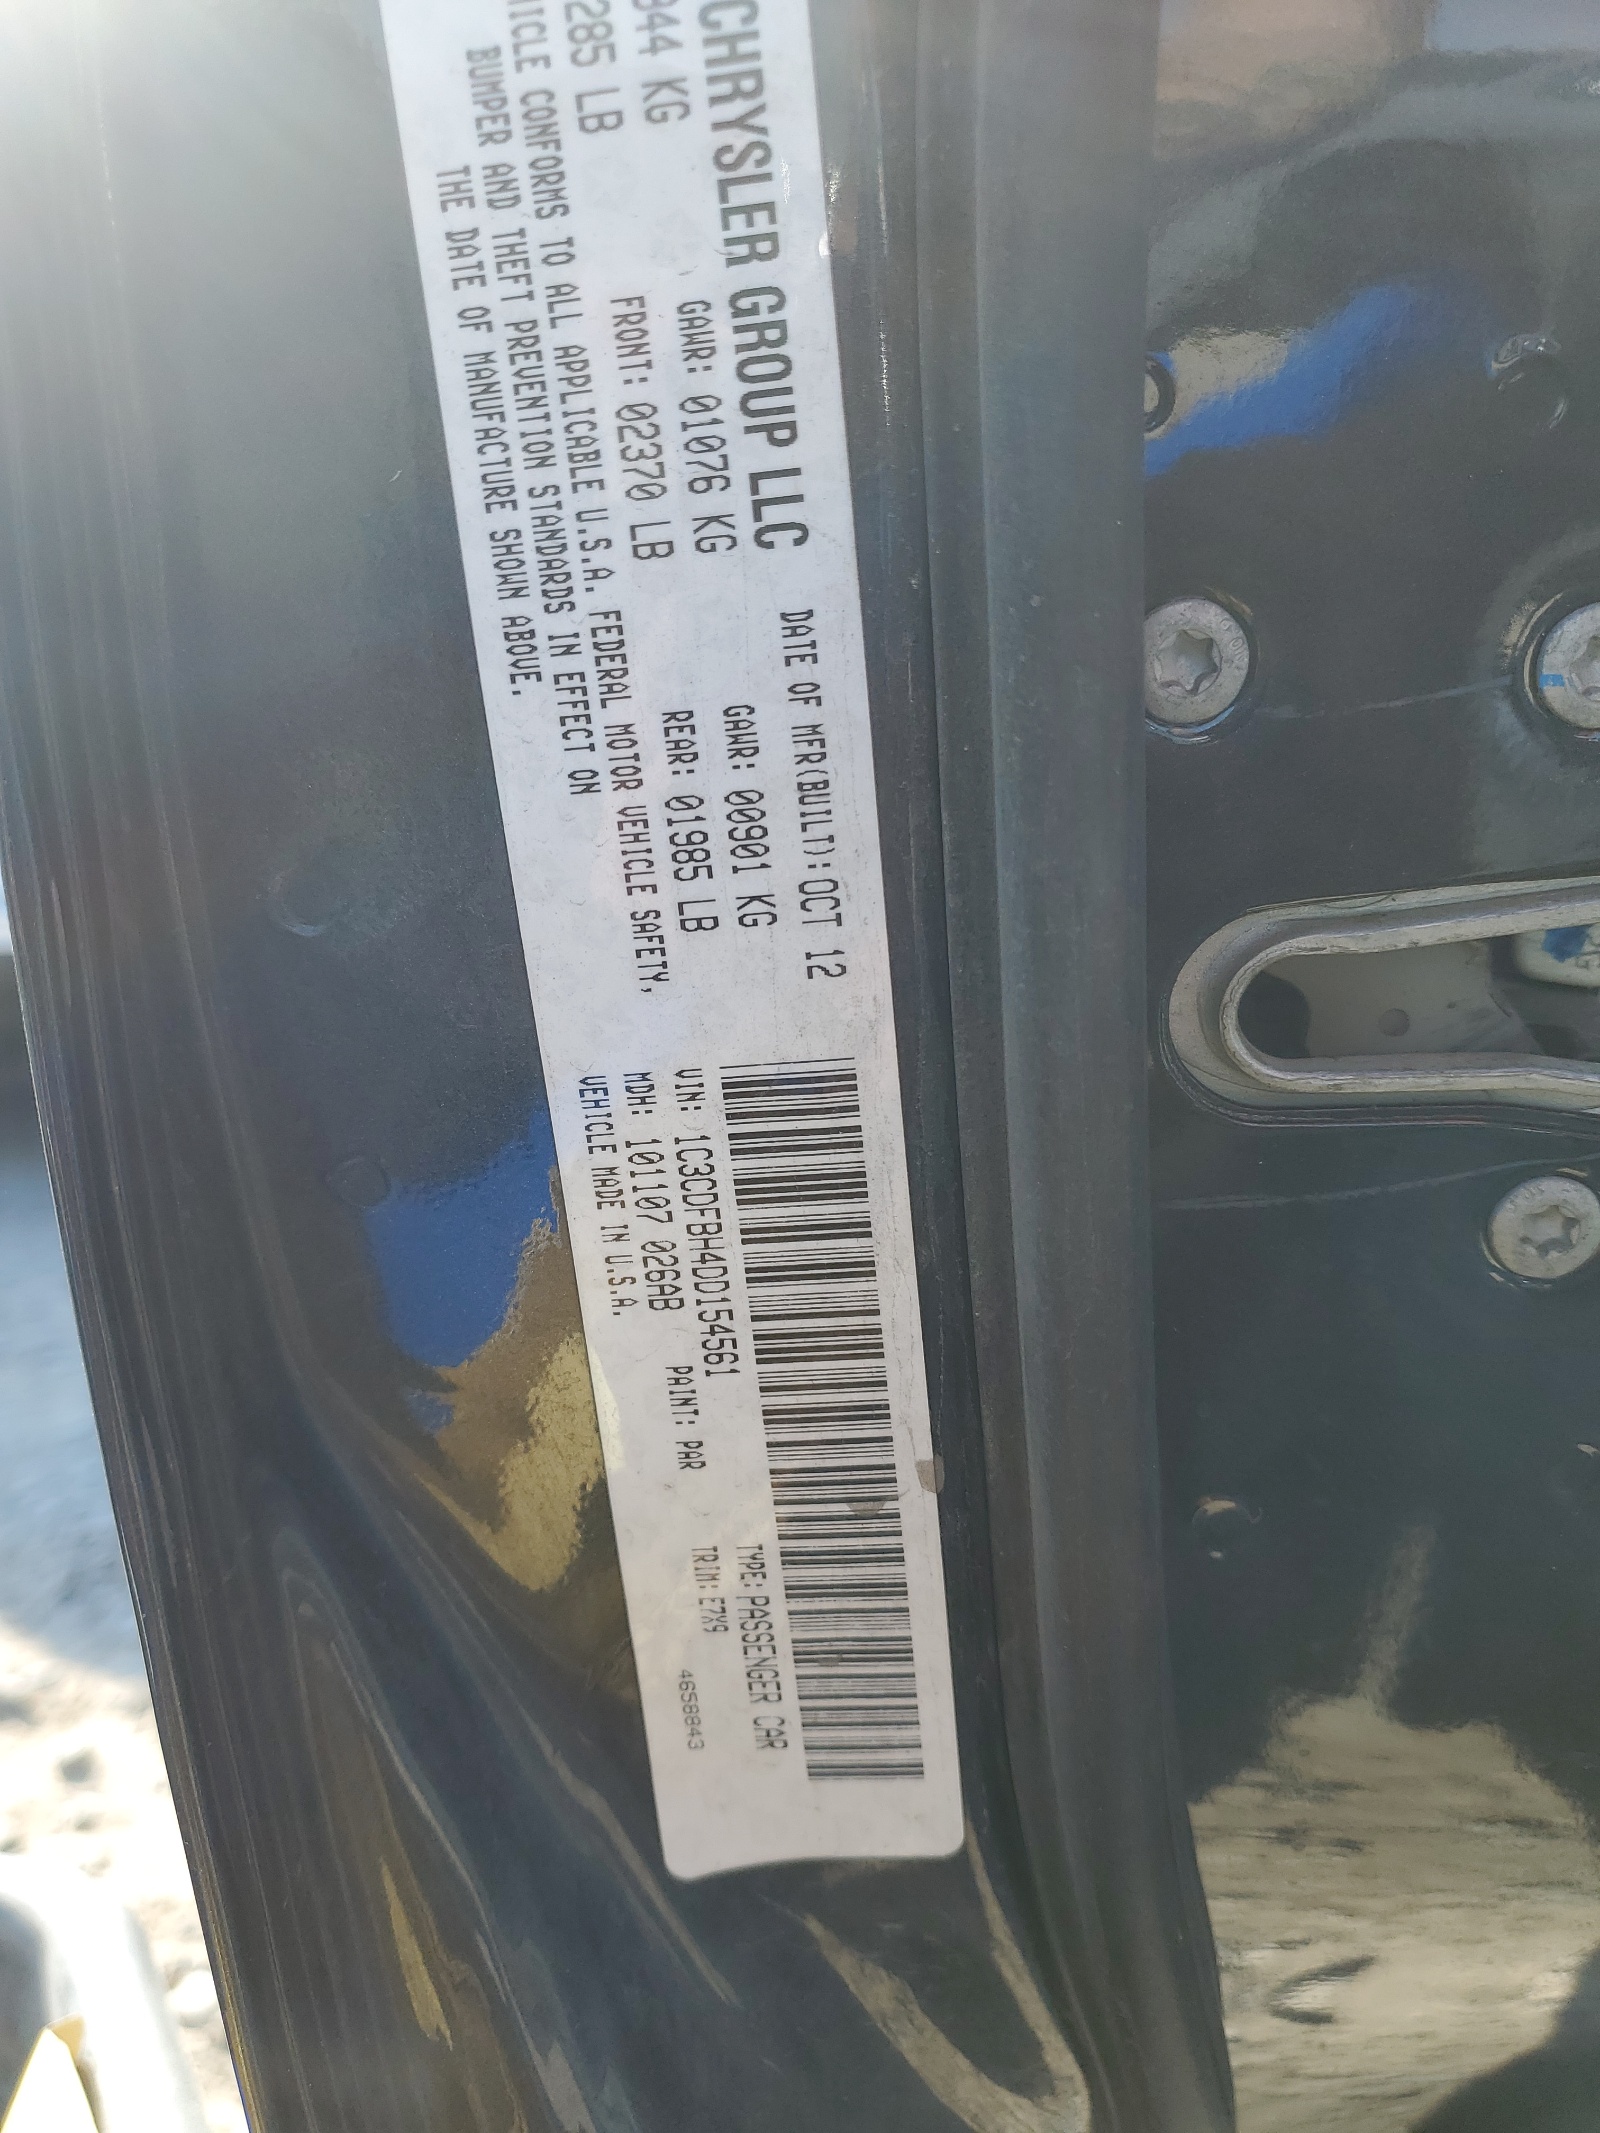 CHRYSLER GROUP LLC
DATE OF MFR(BUILT):OCT 12
844 KG
GAWR: 01076 KG
GAWR: 00901 KG
285 LB
FRONT: 02370 LB
REAR: 01985 LB
HICLE CONFORMS TO ALL APPLICABLE U.S.A. FEDERAL MOTOR VEHICLE SAFETY,
BUMPER AND THEFT PREVENTION STANDARDS IN EFFECT ON
THE DATE OF MANUFACTURE SHOWN ABOVE.
VIN: 1C3CDFBH4DD154561
TYPE: PASSENGER CAR
MDH: 101107 026AB
PAINT: PAR
TRIM: E7X9
VEHICLE MADE IN U.S.A.
4658843